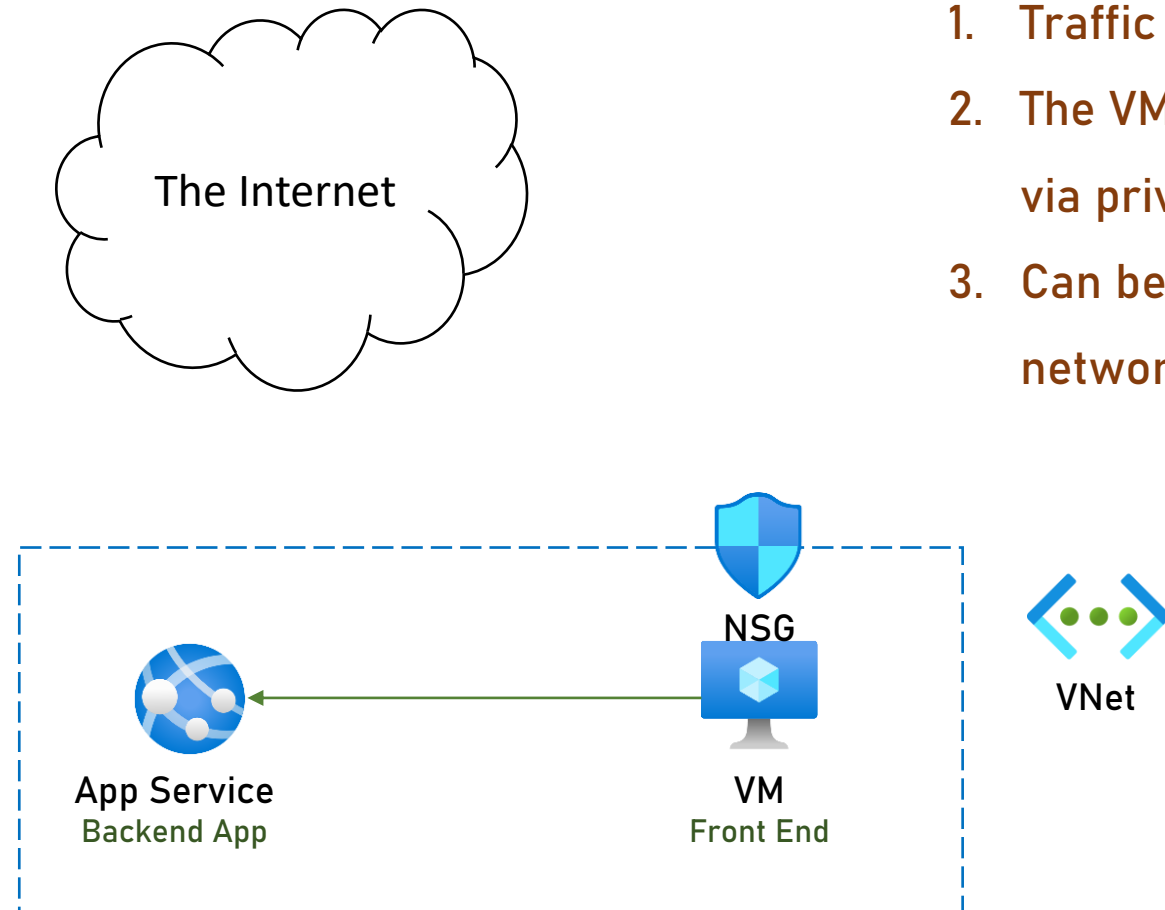 1. Traffic
2. The VM
via priv
3. Can be
networ
The Internet
NSG
VNet
App Service
Backend App
VM
Front End